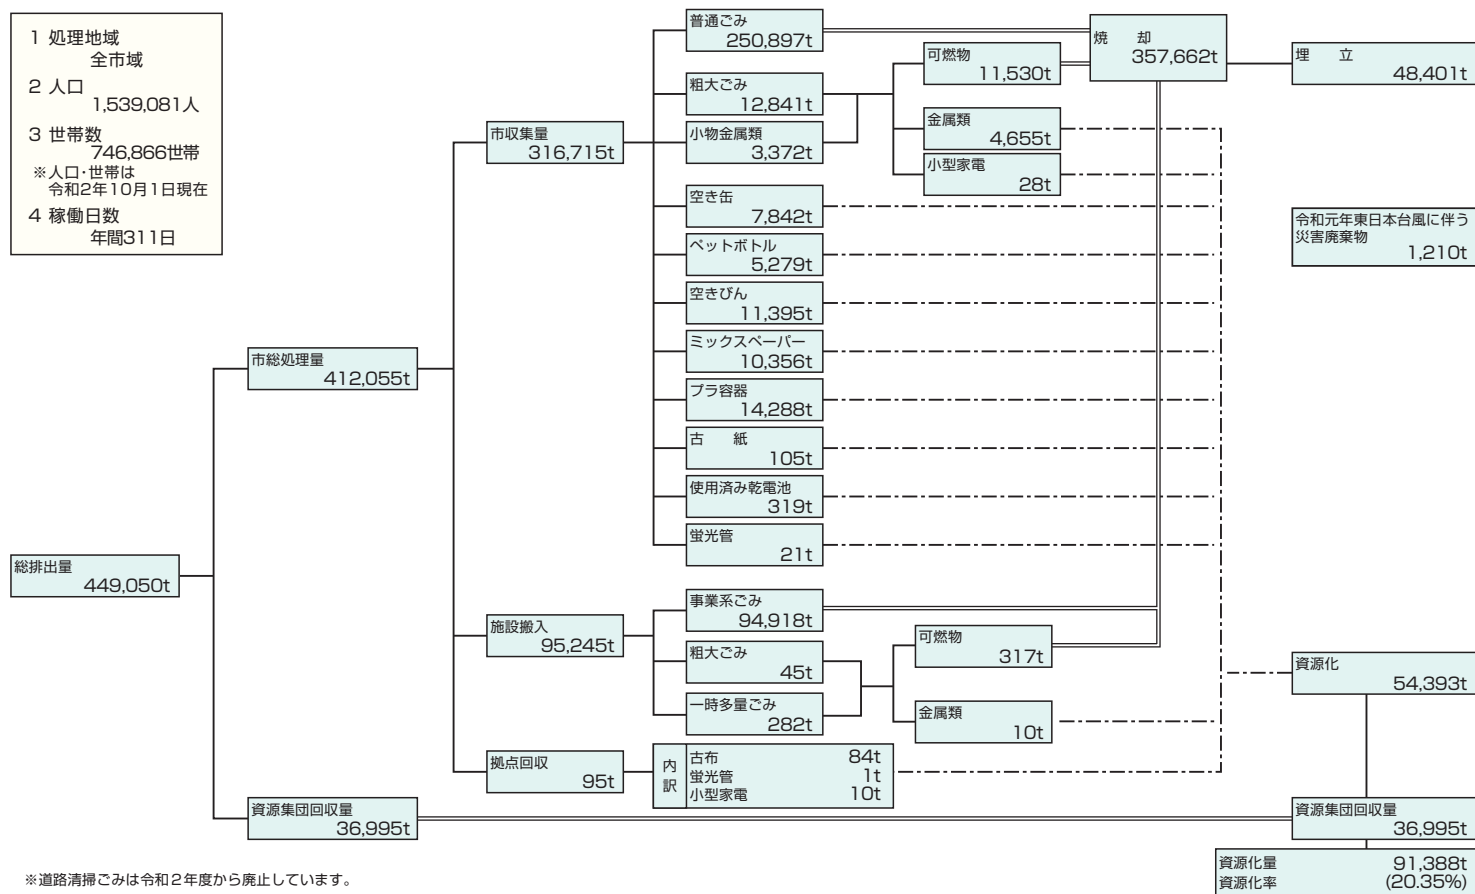 1 処理地域
全市域
2 人口
1,539,081人
3 世帯数
746,866世帯
※人口・世帯は
令和2年10月1日現在
4 稼働日数
年間311日
総排出量
449,050t
市総処理量
412,055t
資源集団回収量
36,995t
市収集量
316,715t
施設搬入
95,245t
拠点回収
95t
普通ごみ
250,897t
粗大ごみ
12,841t
小物金属類
3,372t
空き缶
7,842t
ペットボトル
5,279t
空きびん
11,395t
ミックスペーパー
10,356t
プラ容器
14,288t
古 紙
105t
使用済み乾電池
319t
蛍光管
21t
事業系ごみ
94,918t
粗大ごみ
45t
一時多量ごみ
282t
内訳
古布 84t
蛍光管 1t
小型家電 10t
可燃物
11,530t
金属類
4,655t
小型家電
28t
可燃物
317t
金属類
10t
焼 却
357,662t
埋 立
48,401t
令和元年東日本台風に伴う
災害廃棄物
1,210t
資源化
54,393t
資源集団回収量
36,995t
資源化量 91,388t
資源化率 (20.35%)
※道路清掃ごみは令和2年度から廃止しています。